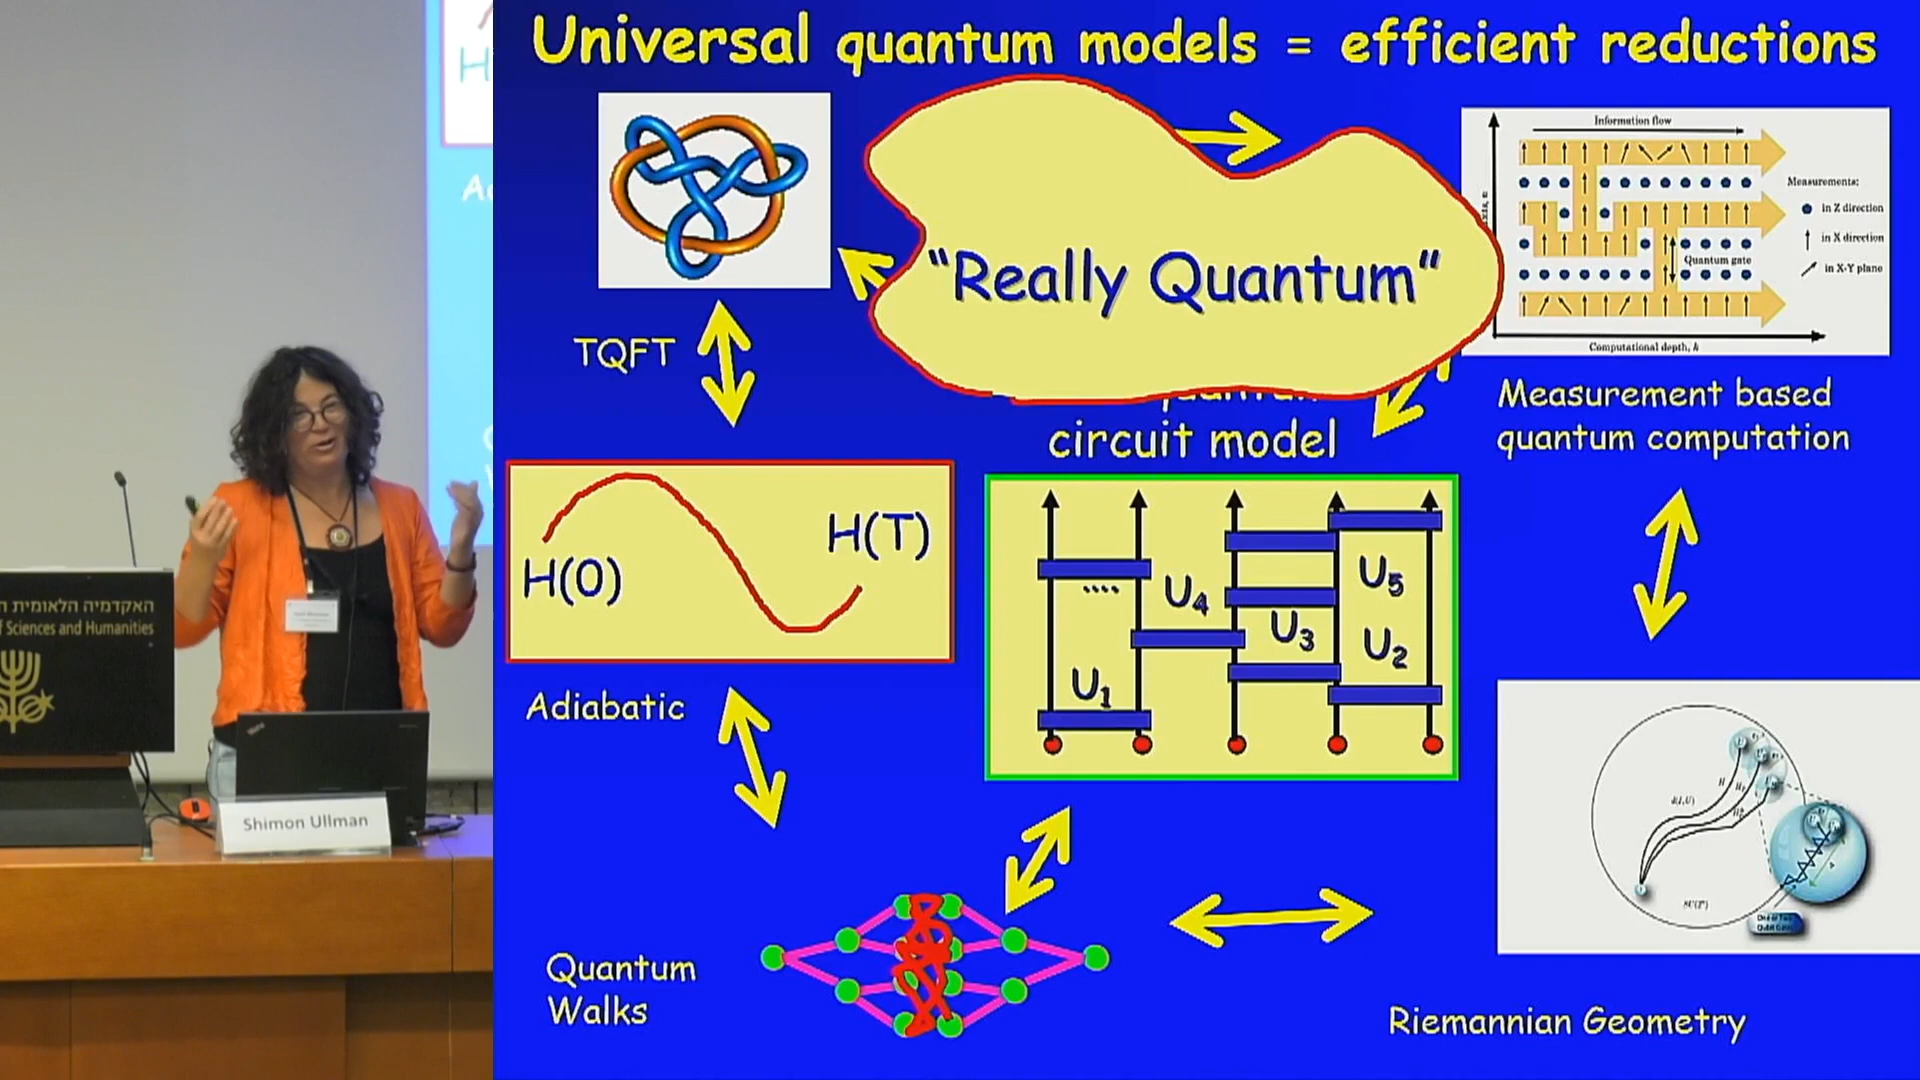 Universal quantum models = efficient reductions
"Really Quantum"
TQFT
circuit model
Information flow
Measurements:
in Z direction
in X direction
in X-Y plane
Quantum gate
Computational depth, k
Measurement based
quantum computation
H(0)
H(T)
Adiabatic
U1
....
U4
U3
U5
U2
Quantum
Walks
Riemannian Geometry
האקדמיה הלאומית
Sciences and Humanities
Shimon Ullman